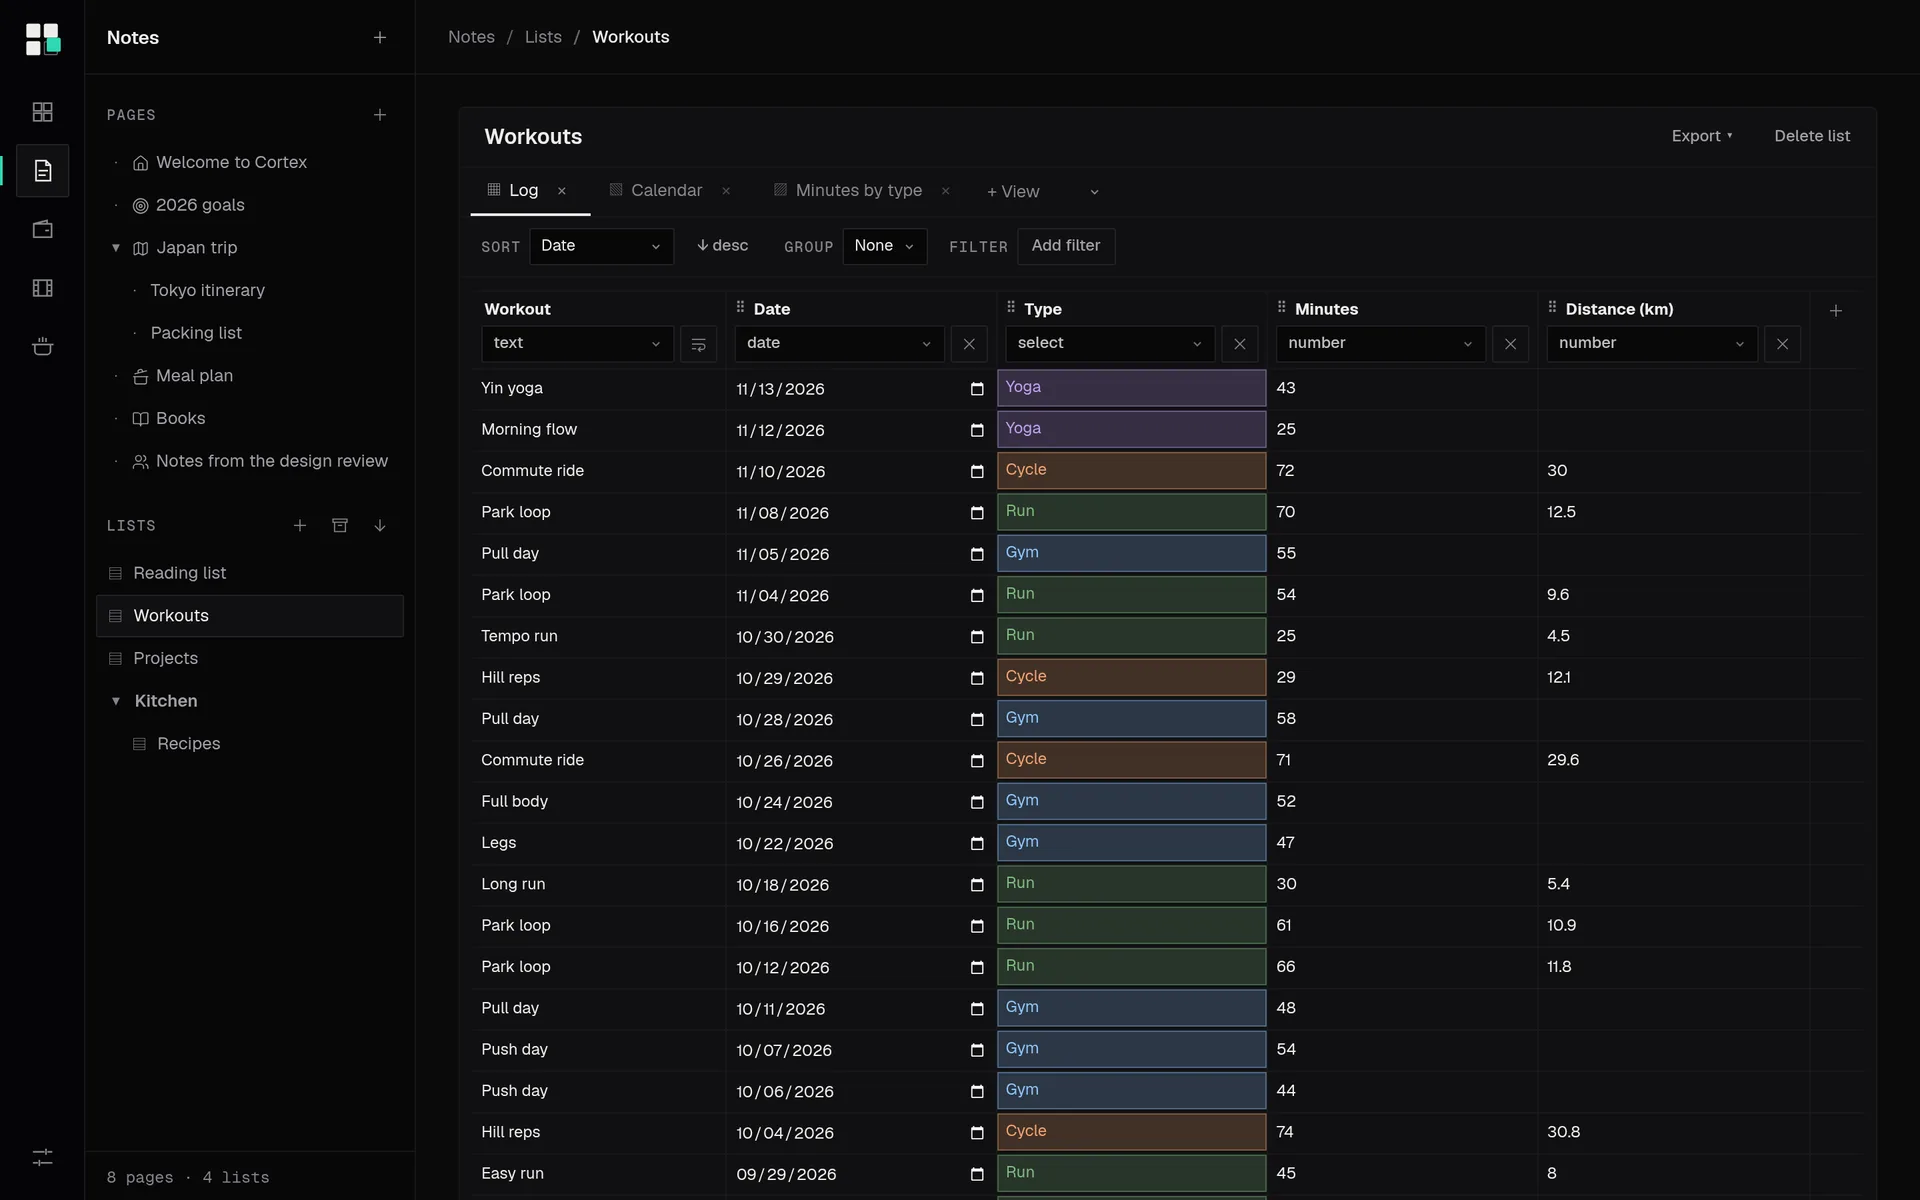 Notes
Notes / Lists / Workouts
PAGES
Welcome to Cortex
2026 goals
Japan trip
Tokyo itinerary
Packing list
Meal plan
Books
Notes from the design review
LISTS
Reading list
Workouts
Projects
Kitchen
Recipes
8 pages · 4 lists
Workouts
Export
Delete list
Log × Calendar × Minutes by type × + View
SORT Date ↓ desc GROUP None FILTER Add filter
Workout Date Type Minutes Distance (km)
text date select number number
Yin yoga 11/13/2026 Yoga 43
Morning flow 11/12/2026 Yoga 25
Commute ride 11/10/2026 Cycle 72 30
Park loop 11/08/2026 Run 70 12.5
Pull day 11/05/2026 Gym 55
Park loop 11/04/2026 Run 54 9.6
Tempo run 10/30/2026 Run 25 4.5
Hill reps 10/29/2026 Cycle 29 12.1
Pull day 10/28/2026 Gym 58
Commute ride 10/26/2026 Cycle 71 29.6
Full body 10/24/2026 Gym 52
Legs 10/22/2026 Gym 47
Long run 10/18/2026 Run 30 5.4
Park loop 10/16/2026 Run 61 10.9
Park loop 10/12/2026 Run 66 11.8
Pull day 10/11/2026 Gym 48
Push day 10/07/2026 Gym 54
Push day 10/06/2026 Gym 44
Hill reps 10/04/2026 Cycle 74 30.8
Easy run 09/29/2026 Run 45 8